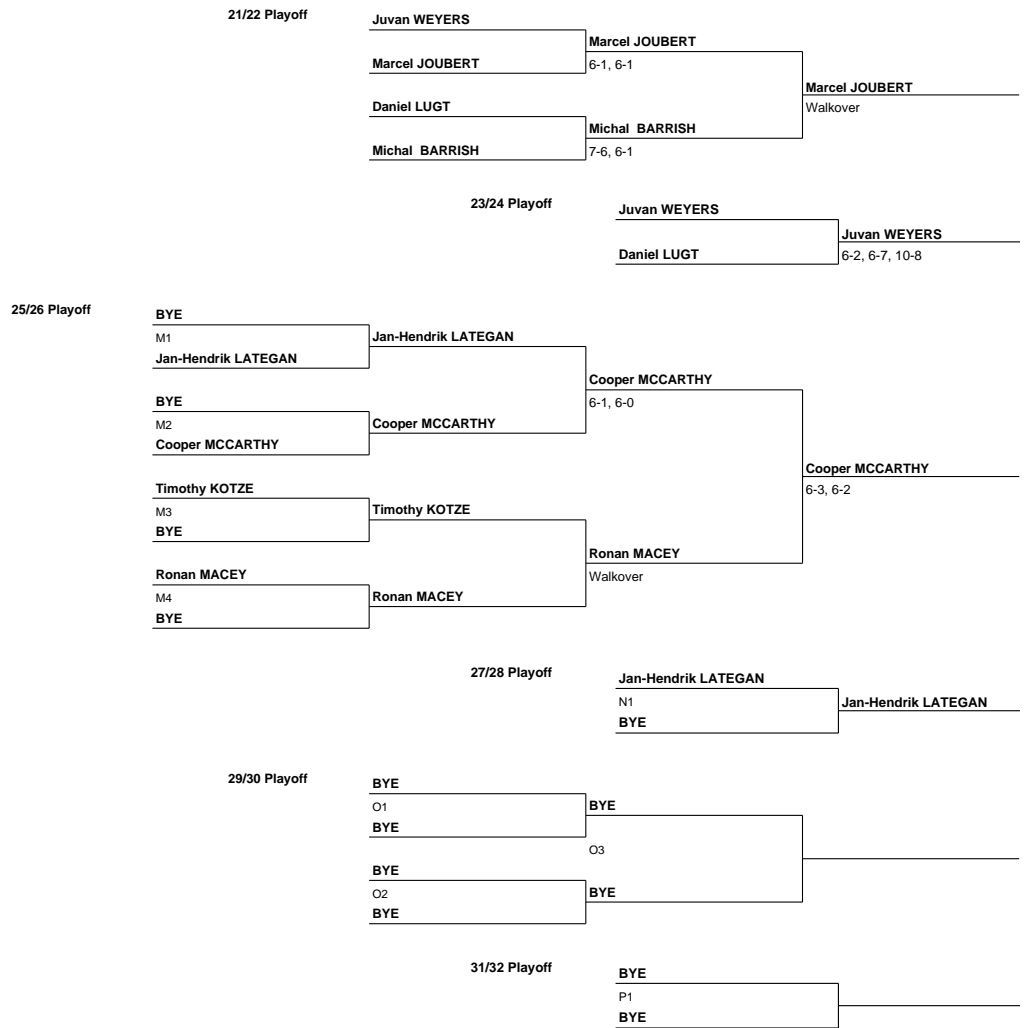 21/22 Playoff
Juvan WEYERS
Marcel JOUBERT
Marcel JOUBERT
6-1, 6-1
Marcel JOUBERT
Walkover
Daniel LUGT
Michal  BARRISH
Michal  BARRISH
7-6, 6-1
23/24 Playoff
Juvan WEYERS
Juvan WEYERS
Daniel LUGT
6-2, 6-7, 10-8
25/26 Playoff
BYE
M1
Jan-Hendrik LATEGAN
Jan-Hendrik LATEGAN
Cooper MCCARTHY
6-1, 6-0
BYE
M2
Cooper MCCARTHY
Cooper MCCARTHY
Cooper MCCARTHY
6-3, 6-2
Timothy KOTZE
M3
Timothy KOTZE
BYE
Ronan MACEY
Walkover
Ronan MACEY
M4
Ronan MACEY
BYE
27/28 Playoff
Jan-Hendrik LATEGAN
N1
Jan-Hendrik LATEGAN
BYE
29/30 Playoff
BYE
O1
BYE
BYE
O3
BYE
O2
BYE
BYE
31/32 Playoff
BYE
P1
BYE